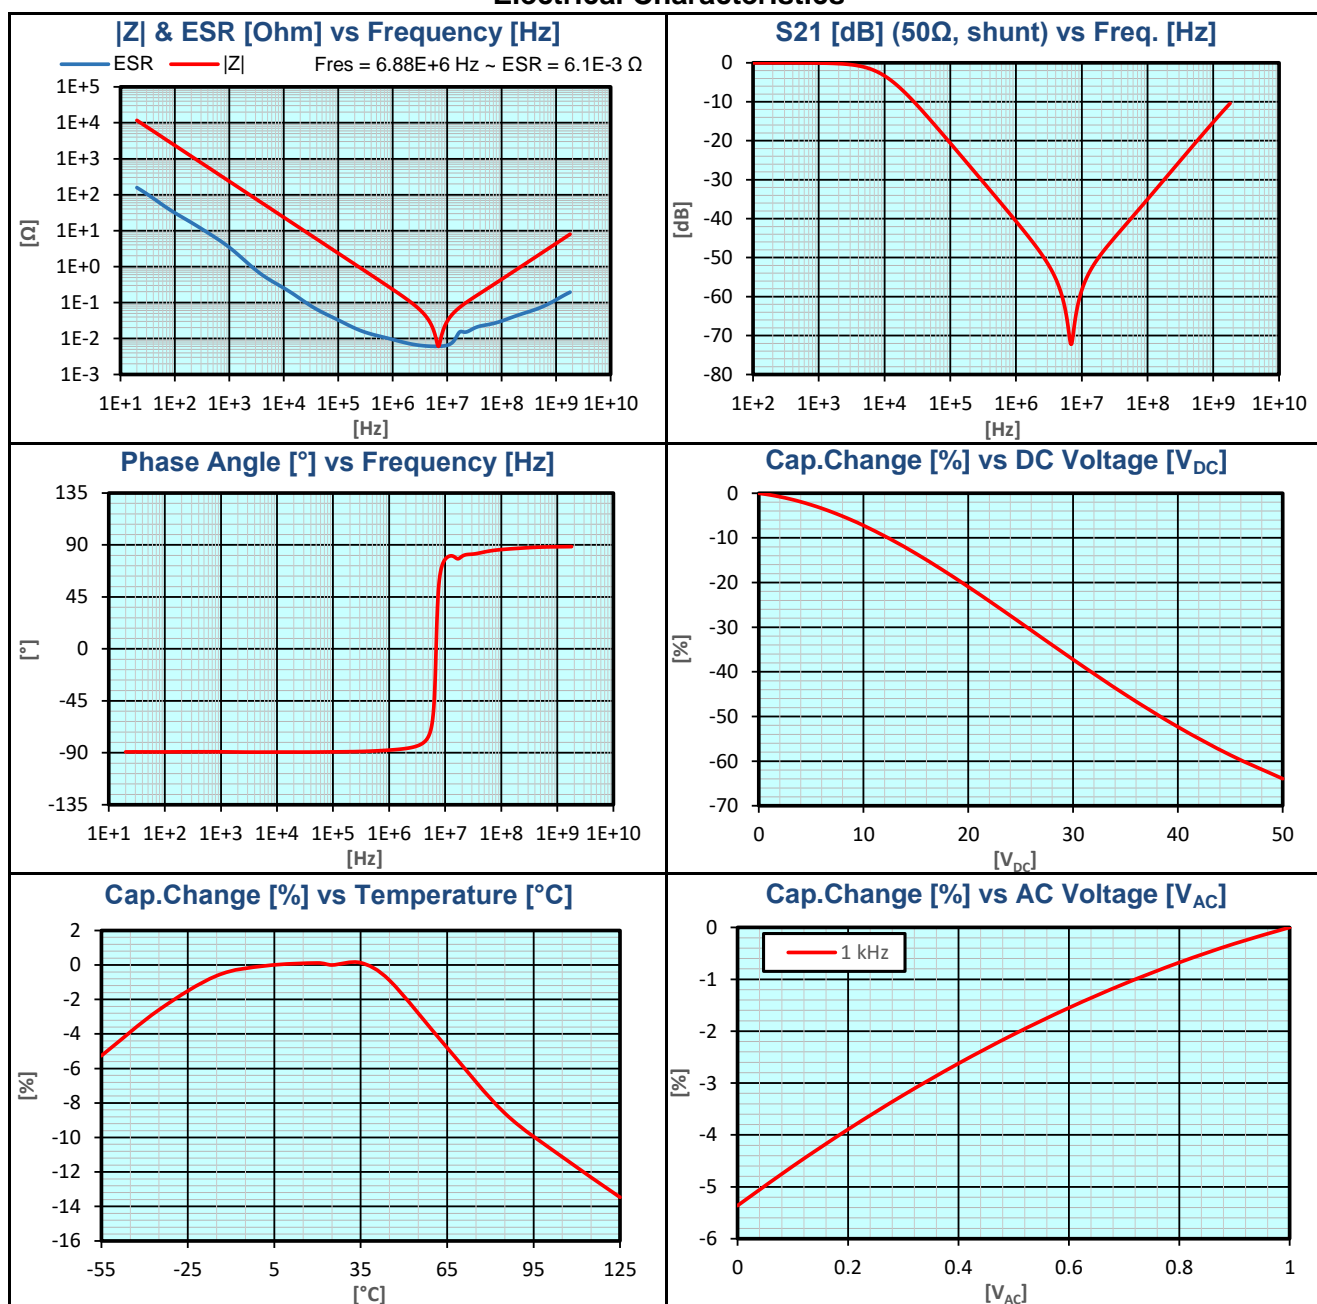 Electrical Characteristics
|Z| & ESR [Ohm] vs Frequency [Hz]
ESR |Z| Fres = 6.88E+6 Hz ~ ESR = 6.1E-3 Ω
1E+5
1E+4
1E+3
1E+2
1E+1
1E+0
1E-1
1E-2
1E-3
[Ω]
1E+1 1E+2 1E+3 1E+4 1E+5 1E+6 1E+7 1E+8 1E+9 1E+10
[Hz]
S21 [dB] (50Ω, shunt) vs Freq. [Hz]
0
-10
-20
-30
-40
-50
-60
-70
-80
[dB]
1E+2 1E+3 1E+4 1E+5 1E+6 1E+7 1E+8 1E+9 1E+10
[Hz]
Phase Angle [°] vs Frequency [Hz]
135
90
45
0
-45
-90
-135
[°]
1E+1 1E+2 1E+3 1E+4 1E+5 1E+6 1E+7 1E+8 1E+9 1E+10
[Hz]
Cap.Change [%] vs DC Voltage [VDC]
0
-10
-20
-30
-40
-50
-60
-70
[%]
0 10 20 30 40 50
[VDC]
Cap.Change [%] vs Temperature [°C]
2
0
-2
-4
-6
-8
-10
-12
-14
-16
[%]
-55 -25 5 35 65 95 125
[°C]
Cap.Change [%] vs AC Voltage [VAC]
1 kHz
0
-1
-2
-3
-4
-5
-6
[%]
0 0.2 0.4 0.6 0.8 1
[VAC]